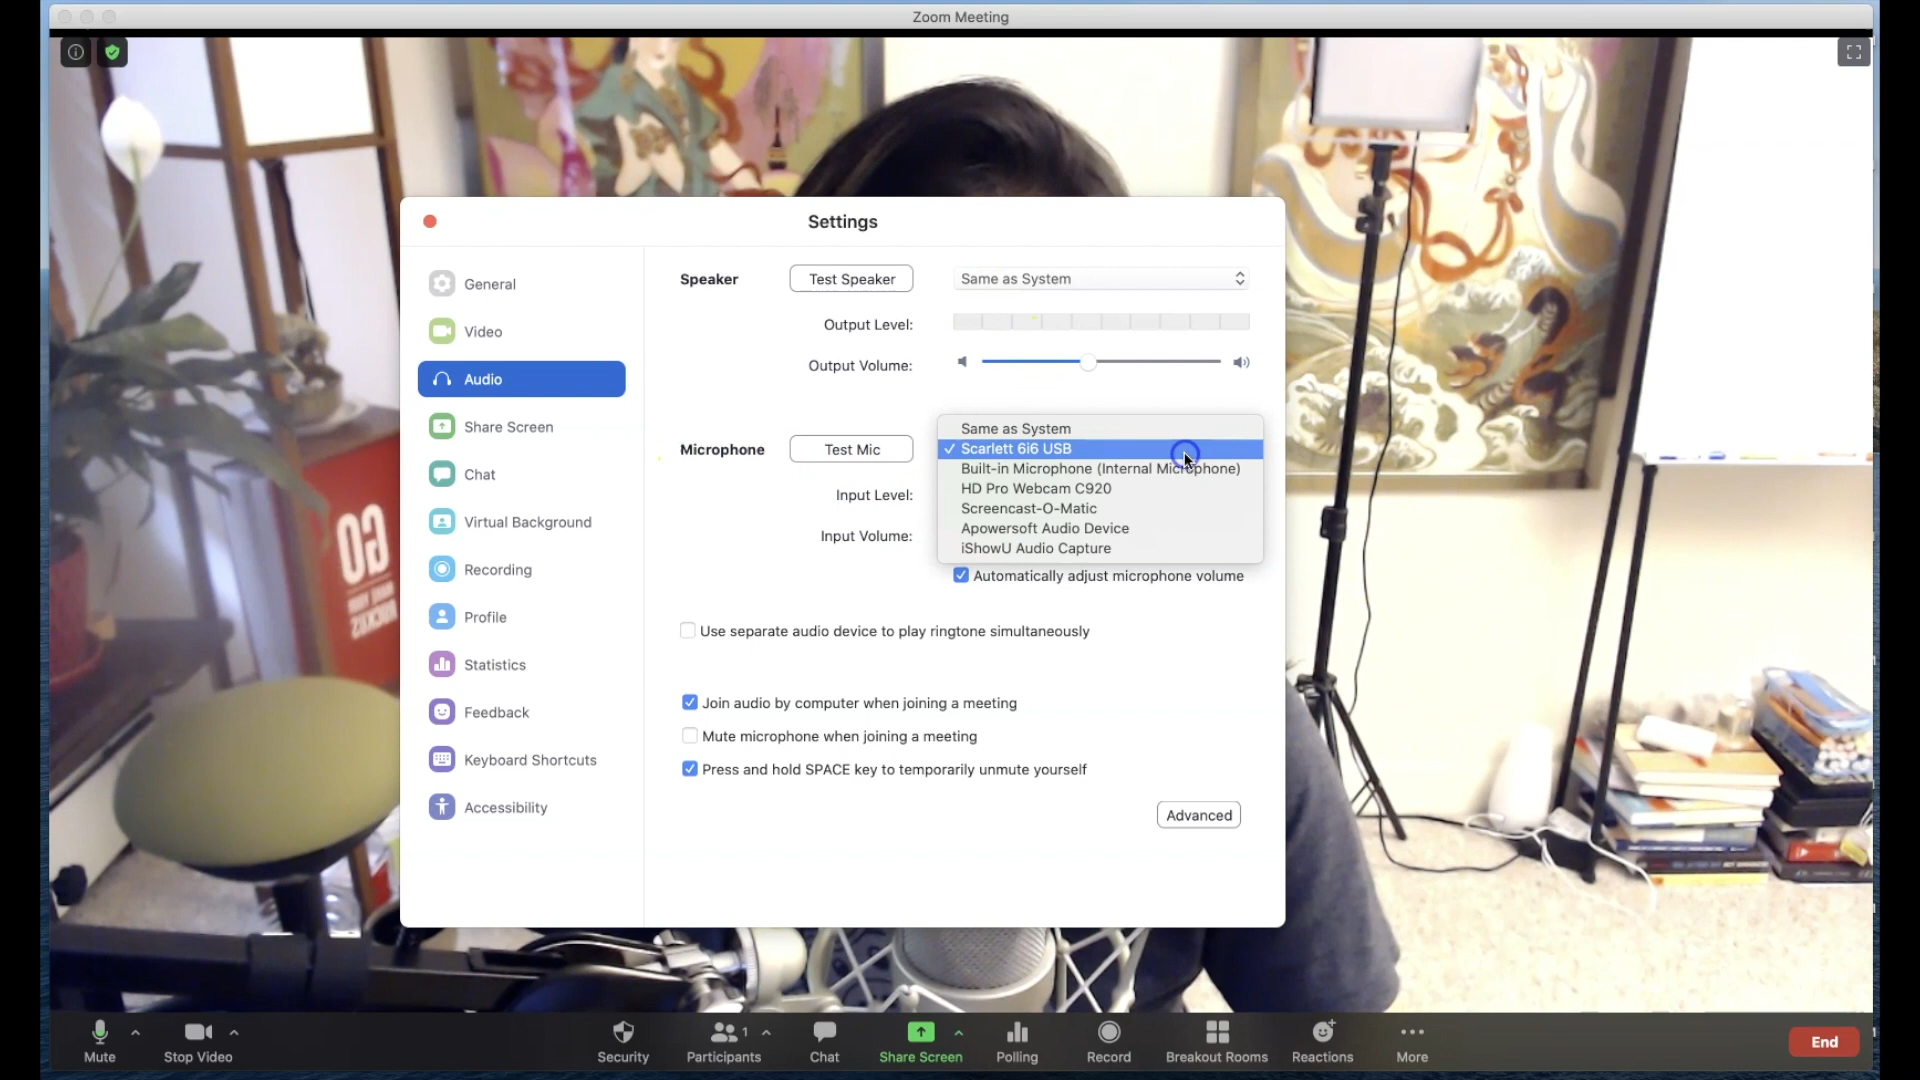 Zoom Meeting
Settings
General
Video
Audio
Share Screen
Chat
Virtual Background
Recording
Profile
Statistics
Feedback
Keyboard Shortcuts
Accessibility
Speaker
Test Speaker
Same as System
Output Level:
Output Volume:
Microphone
Test Mic
Same as System
✓ Scarlett 6i6 USB
Built-in Microphone (Internal Microphone)
HD Pro Webcam C920
Screencast-O-Matic
Apowersoft Audio Device
iShowU Audio Capture
Input Level:
Input Volume:
Automatically adjust microphone volume
Use separate audio device to play ringtone simultaneously
Join audio by computer when joining a meeting
Mute microphone when joining a meeting
Press and hold SPACE key to temporarily unmute yourself
Advanced
GO
Mute
Stop Video
Security
Participants
1
Chat
Share Screen
Polling
Record
Breakout Rooms
Reactions
More
End